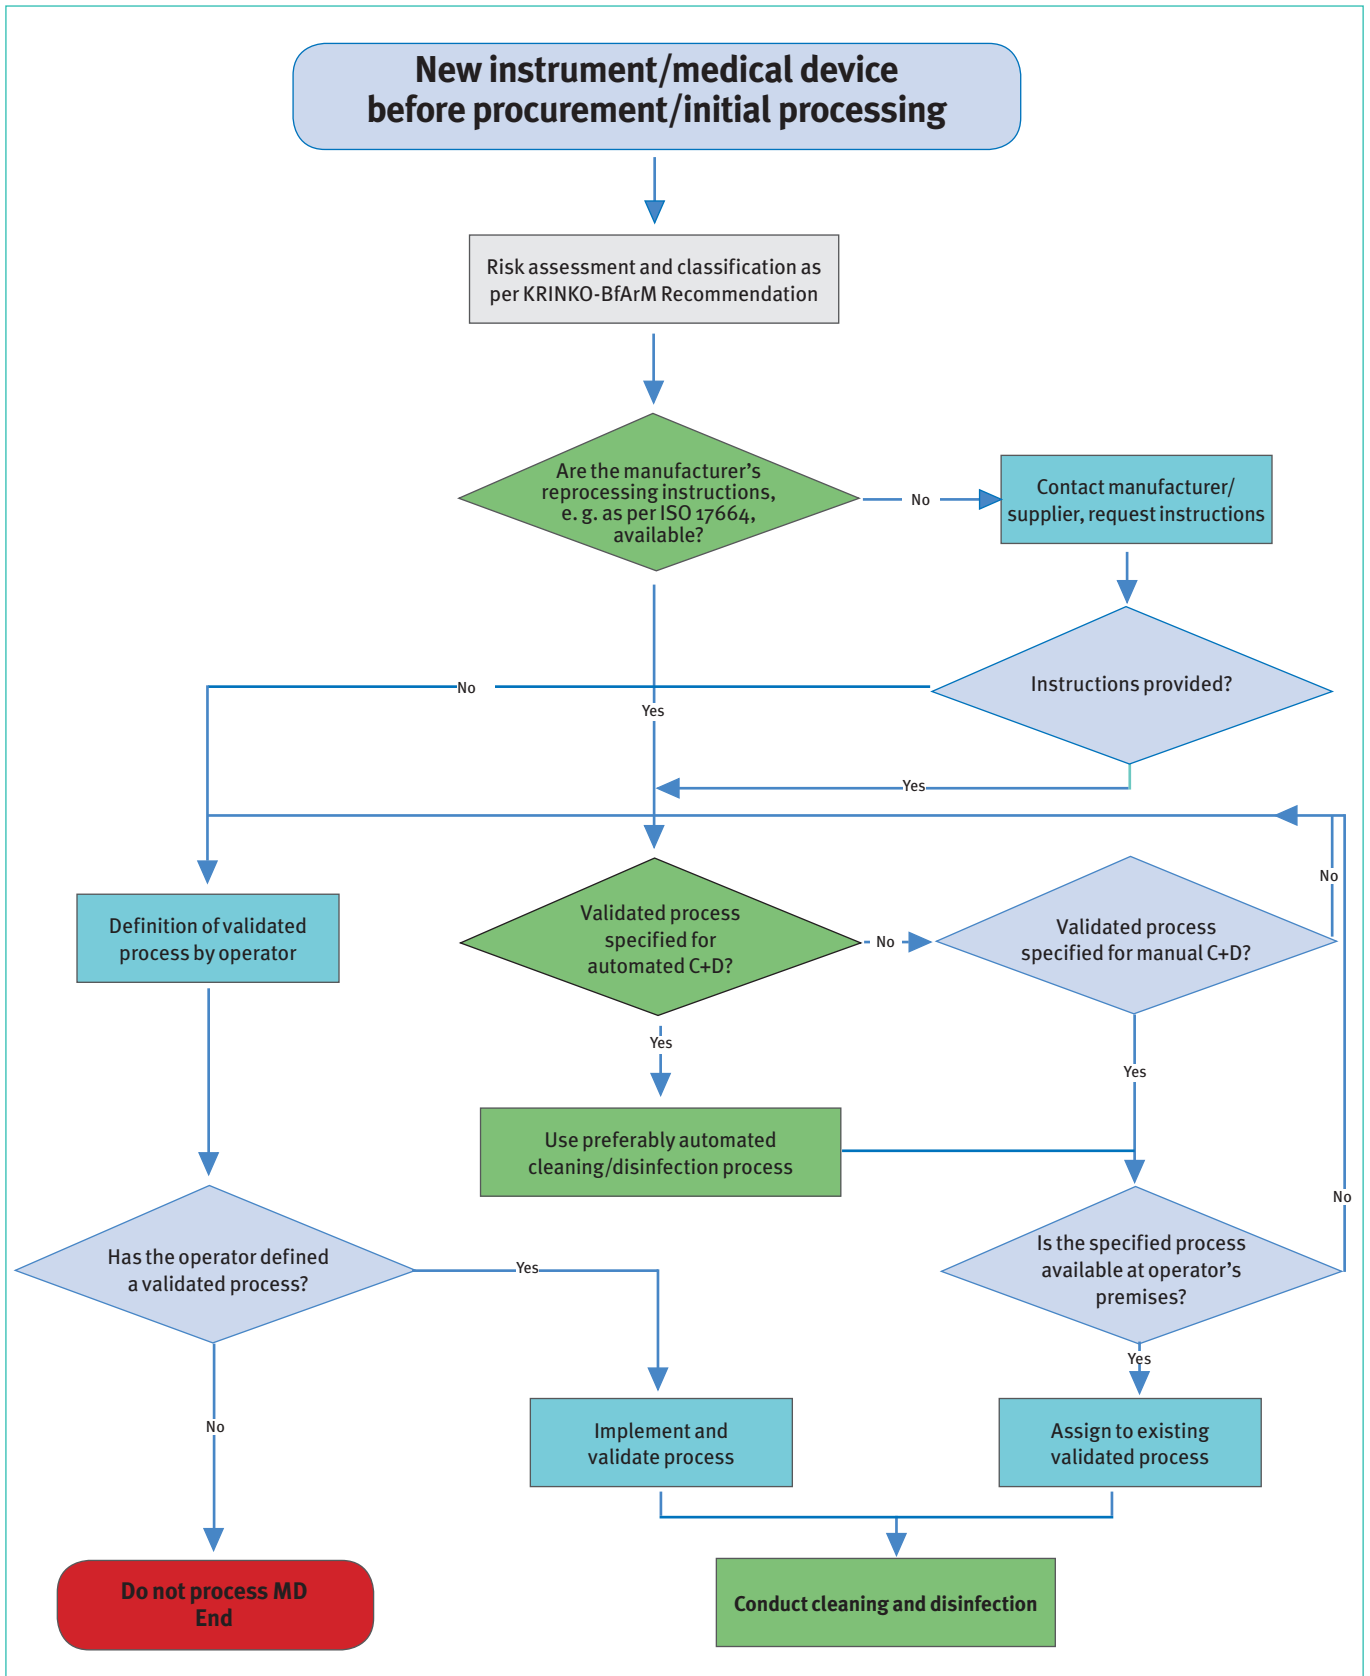 New instrument/medical device
before procurement/initial processing
Risk assessment and classification as
per KRINKO-BfArM Recommendation
Are the manufacturer’s
reprocessing instructions,
e. g. as per ISO 17664,
available?
No
Contact manufacturer/
supplier, request instructions
Instructions provided?
No
Yes
Yes
Definition of validated
process by operator
Validated process
specified for
automated C+D?
No
Validated process
specified for manual C+D?
No
Yes
Yes
Use preferably automated
cleaning/disinfection process
No
Has the operator defined
a validated process?
Yes
Is the specified process
available at operator’s
premises?
Yes
No
Implement and
validate process
Assign to existing
validated process
Do not process MD
End
Conduct cleaning and disinfection